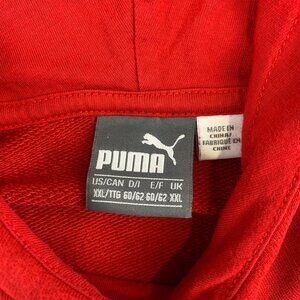 PUMA
US/CAN D/I E/F UK
XXL/TTG 60/62 60/62 XXL
MADE IN
CHINA/
FABRIQUÉ EN
CHINE